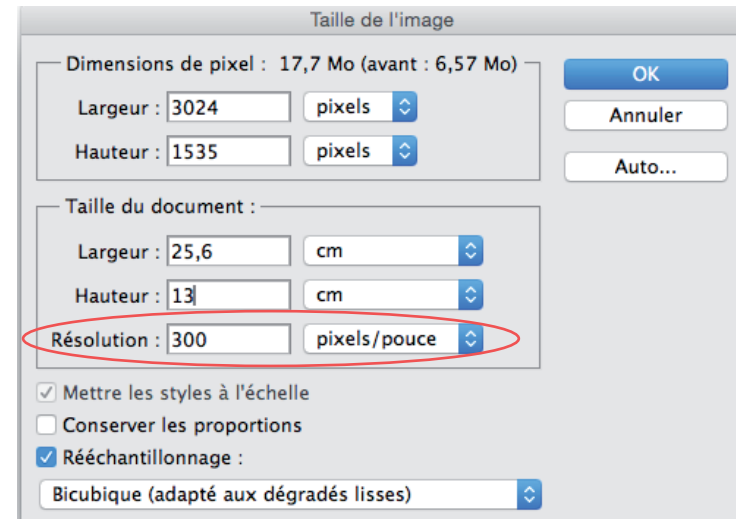 Taille de l'image
Dimensions de pixel : 17,7 Mo (avant : 6,57 Mo)
OK
Largeur : 3024 pixels
Annuler
Hauteur : 1535 pixels
Auto...
Taille du document :
Largeur : 25,6 cm
Hauteur : 13 cm
Résolution : 300 pixels/pouce
Mettre les styles à l'échelle
Conserver les proportions
Rééchantillonnage :
Bicubique (adapté aux dégradés lisses)